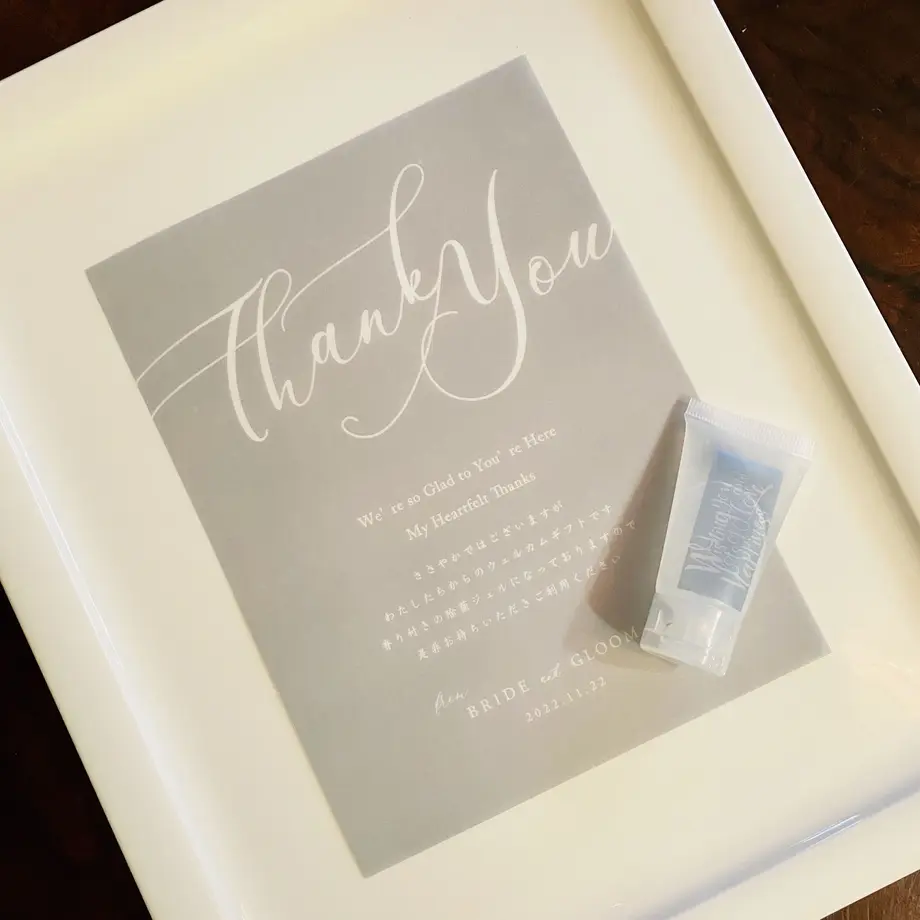 Thank You
We're so Glad to You're Here
My Heartfelt Thanks
ささやかではございますが
わたしたちからのウェルカムギフトです
香り付きの除菌ジェルになっておりますので
是非お持ちいただきご利用ください
BRIDE and GLOOM
2022.11.22
Wishing You